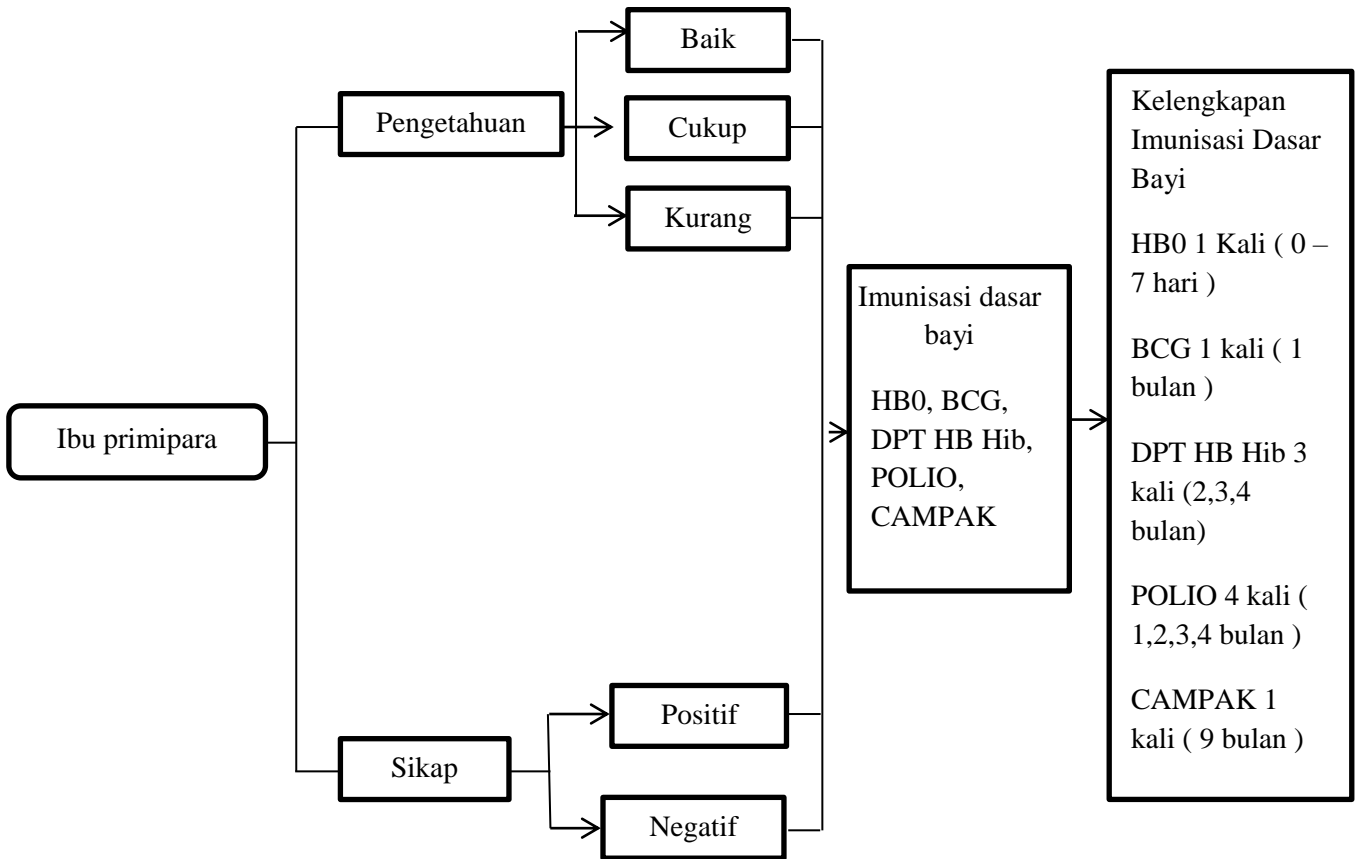 Ibu primipara
Pengetahuan
Baik
Cukup
Kurang
Sikap
Positif
Negatif
Imunisasi dasar
bayi
HB0, BCG,
DPT HB Hib,
POLIO,
CAMPAK
Kelengkapan
Imunisasi Dasar
Bayi
HB0 1 Kali ( 0 –
7 hari )
BCG 1 kali ( 1
bulan )
DPT HB Hib 3
kali (2,3,4
bulan)
POLIO 4 kali (
1,2,3,4 bulan )
CAMPAK 1
kali ( 9 bulan )